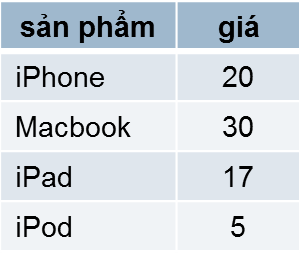 sản phẩm giá
iPhone 20
Macbook 30
iPad 17
iPod 5